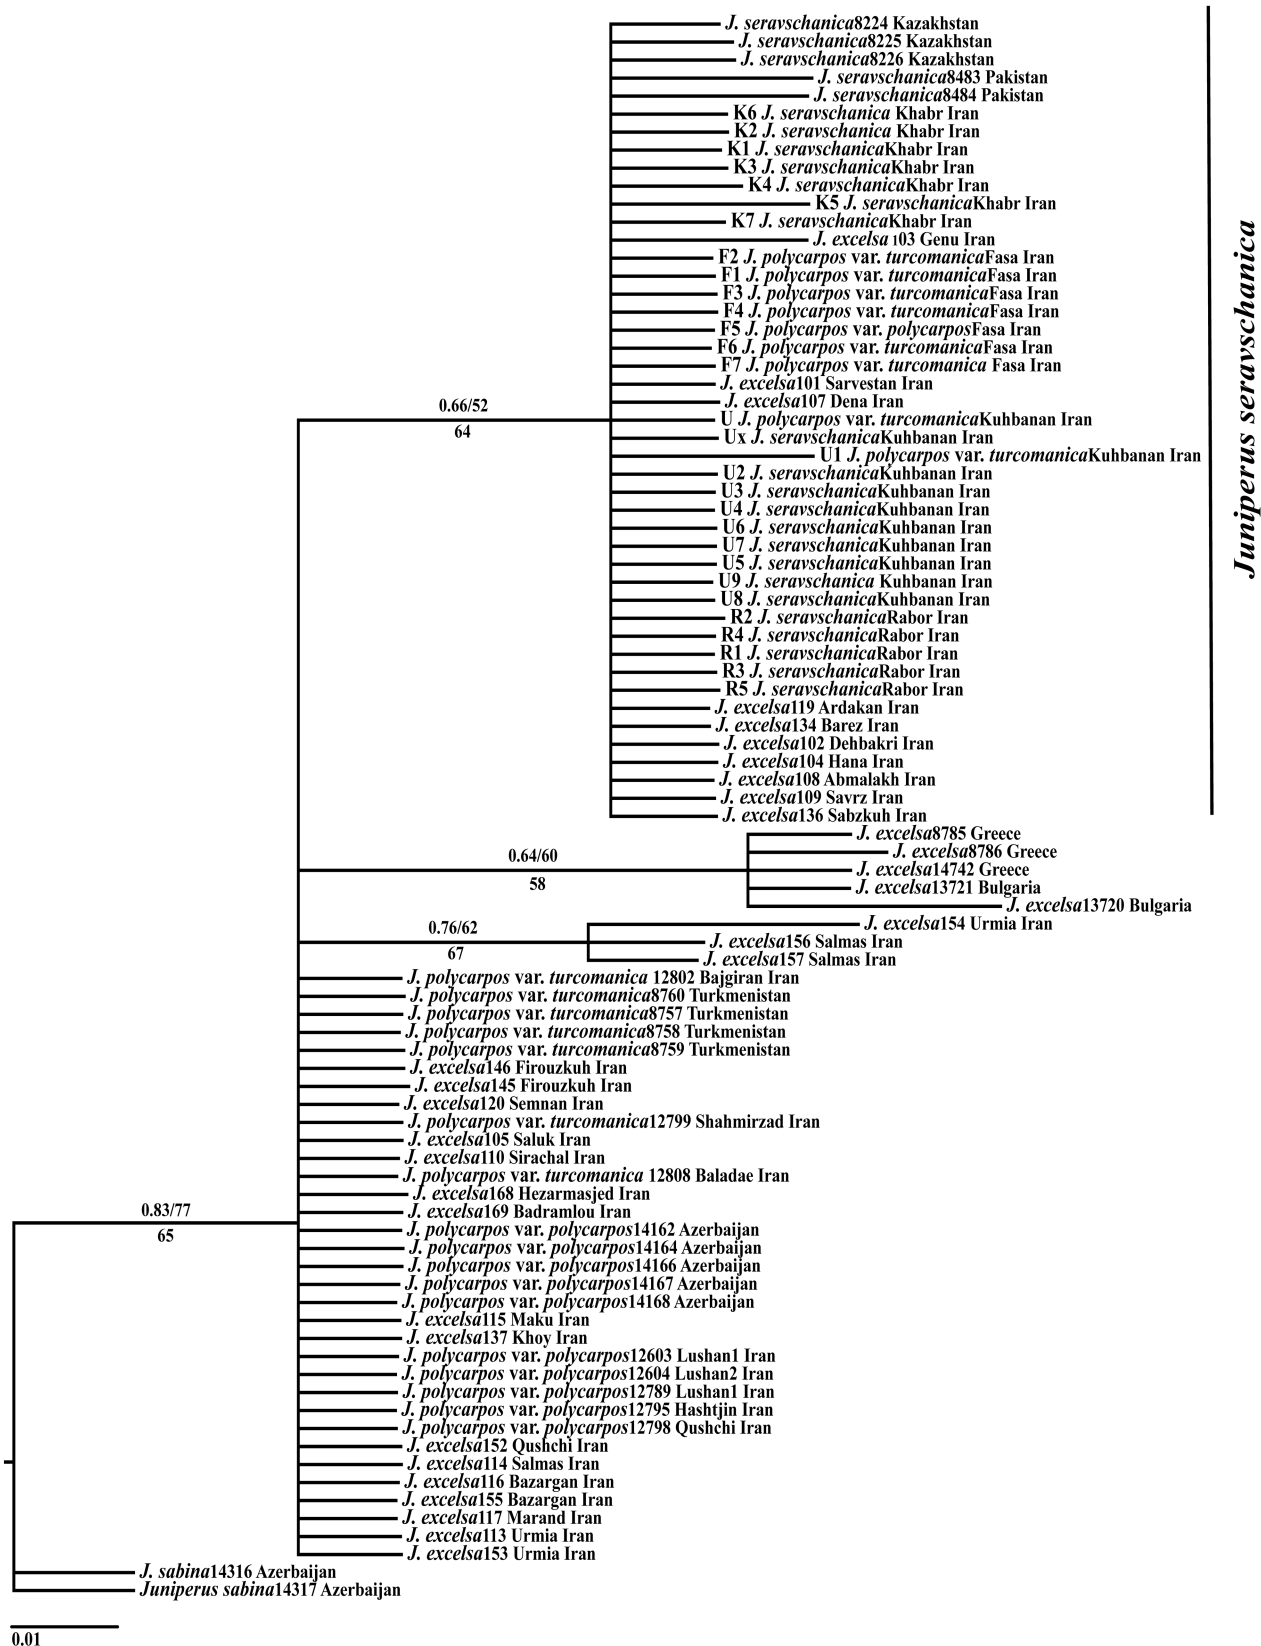 J. seravschanica8224 Kazakhstan
J. seravschanica8225 Kazakhstan
J. seravschanica8226 Kazakhstan
J. seravschanica8483 Pakistan
J. seravschanica8484 Pakistan
K6 J. seravschanica Khabr Iran
K2 J. seravschanica Khabr Iran
K1 J. seravschanicaKhabr Iran
K3 J. seravschanicaKhabr Iran
K4 J. seravschanicaKhabr Iran
K5 J. seravschanicaKhabr Iran
K7 J. seravschanicaKhabr Iran
J. excelsa 103 Genu Iran
F2 J. polycarpos var. turcomanicaFasa Iran
F1 J. polycarpos var. turcomanicaFasa Iran
F3 J. polycarpos var. turcomanicaFasa Iran
F4 J. polycarpos var. turcomanicaFasa Iran
F5 J. polycarpos var. polycarposFasa Iran
F6 J. polycarpos var. turcomanicaFasa Iran
F7 J. polycarpos var. turcomanica Fasa Iran
J. excelsa101 Sarvestan Iran
J. excelsa107 Dena Iran
U J. polycarpos var. turcomanicaKuhbanan Iran
Ux J. seravschanicaKuhbanan Iran
U1 J. polycarpos var. turcomanicaKuhbanan Iran
U2 J. seravschanicaKuhbanan Iran
U3 J. seravschanicaKuhbanan Iran
U4 J. seravschanicaKuhbanan Iran
U6 J. seravschanicaKuhbanan Iran
U7 J. seravschanicaKuhbanan Iran
U5 J. seravschanicaKuhbanan Iran
U9 J. seravschanica Kuhbanan Iran
U8 J. seravschanicaKuhbanan Iran
R2 J. seravschanicaRabor Iran
R4 J. seravschanicaRabor Iran
R1 J. seravschanicaRabor Iran
R3 J. seravschanicaRabor Iran
R5 J. seravschanicaRabor Iran
J. excelsa119 Ardakan Iran
J. excelsa134 Barez Iran
J. excelsa102 Dehbakri Iran
J. excelsa104 Hana Iran
J. excelsa108 Abmalakh Iran
J. excelsa109 Savrz Iran
J. excelsa136 Sabzkuh Iran
Juniperus seravschanica
0.66/52
64
J. excelsa8785 Greece
J. excelsa8786 Greece
J. excelsa14742 Greece
J. excelsa13721 Bulgaria
J. excelsa13720 Bulgaria
0.64/60
58
J. excelsa154 Urmia Iran
J. excelsa156 Salmas Iran
J. excelsa157 Salmas Iran
0.76/62
67
J. polycarpos var. turcomanica 12802 Bajgiran Iran
J. polycarpos var. turcomanica8760 Turkmenistan
J. polycarpos var. turcomanica8757 Turkmenistan
J. polycarpos var. turcomanica8758 Turkmenistan
J. polycarpos var. turcomanica8759 Turkmenistan
J. excelsa146 Firouzkuh Iran
J. excelsa145 Firouzkuh Iran
J. excelsa120 Semnan Iran
J. polycarpos var. turcomanica12799 Shahmirzad Iran
J. excelsa105 Saluk Iran
J. excelsa110 Sirachal Iran
J. polycarpos var. turcomanica 12808 Baladae Iran
J. excelsa168 Hezarmasjed Iran
J. excelsa169 Badramlou Iran
J. polycarpos var. polycarpos14162 Azerbaijan
J. polycarpos var. polycarpos14164 Azerbaijan
J. polycarpos var. polycarpos14166 Azerbaijan
J. polycarpos var. polycarpos14167 Azerbaijan
J. polycarpos var. polycarpos14168 Azerbaijan
J. excelsa115 Maku Iran
J. excelsa137 Khoy Iran
J. polycarpos var. polycarpos12603 Lushan1 Iran
J. polycarpos var. polycarpos12604 Lushan2 Iran
J. polycarpos var. polycarpos12789 Lushan1 Iran
J. polycarpos var. polycarpos12795 Hashtjin Iran
J. polycarpos var. polycarpos12798 Qushchi Iran
J. excelsa152 Qushchi Iran
J. excelsa114 Salmas Iran
J. excelsa116 Bazargan Iran
J. excelsa155 Bazargan Iran
J. excelsa117 Marand Iran
J. excelsa113 Urmia Iran
J. excelsa153 Urmia Iran
0.83/77
65
J. sabina14316 Azerbaijan
Juniperus sabina14317 Azerbaijan
0.01